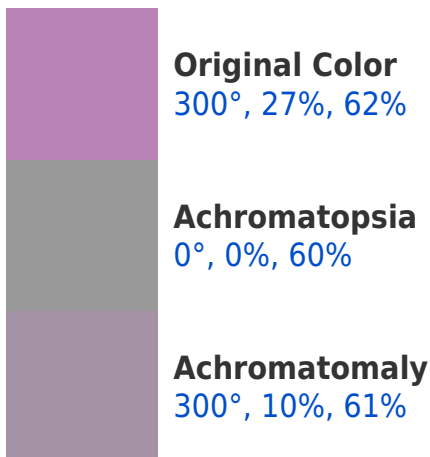 Original Color
300°, 27%, 62%
Achromatopsia
0°, 0%, 60%
Achromatomaly
300°, 10%, 61%